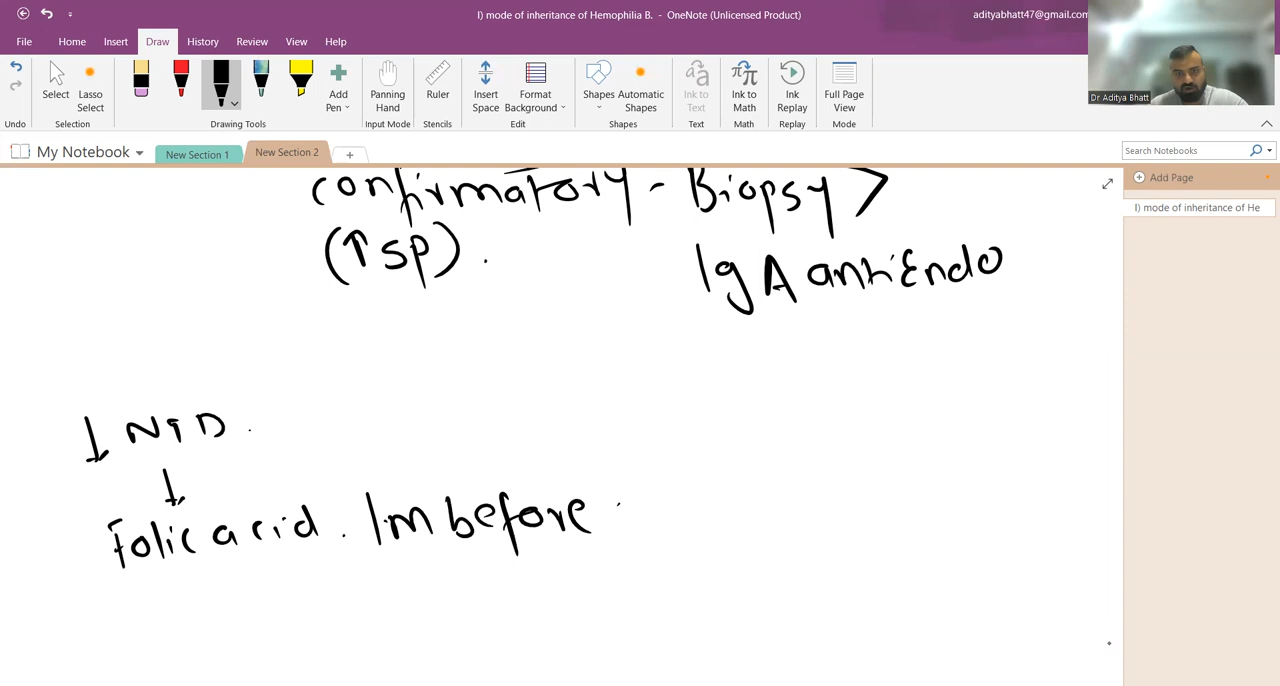 I) mode of inheritance of Hemophilia B. - OneNote (Unlicensed Product)
adityabhatt47@gmail.com
File Home Insert Draw History Review View Help
Select
Lasso Select
Add Pen
Panning Hand
Ruler
Insert Space
Format Background
Shapes
Automatic Shapes
Ink to Text
Ink to Math
Ink Replay
Full Page View
Undo
Selection
Drawing Tools
Input Mode
Stencils
Edit
Shapes
Text
Math
Replay
Mode
Dr Aditya Bhatt
My Notebook
New Section 1
New Section 2
Search Notebooks
Add Page
I) mode of inheritance of He
confirmatory - Biopsy >
(↑ SP).
Ig A anti Endo
↓ NTD.
↓
Folic acid. 1m before